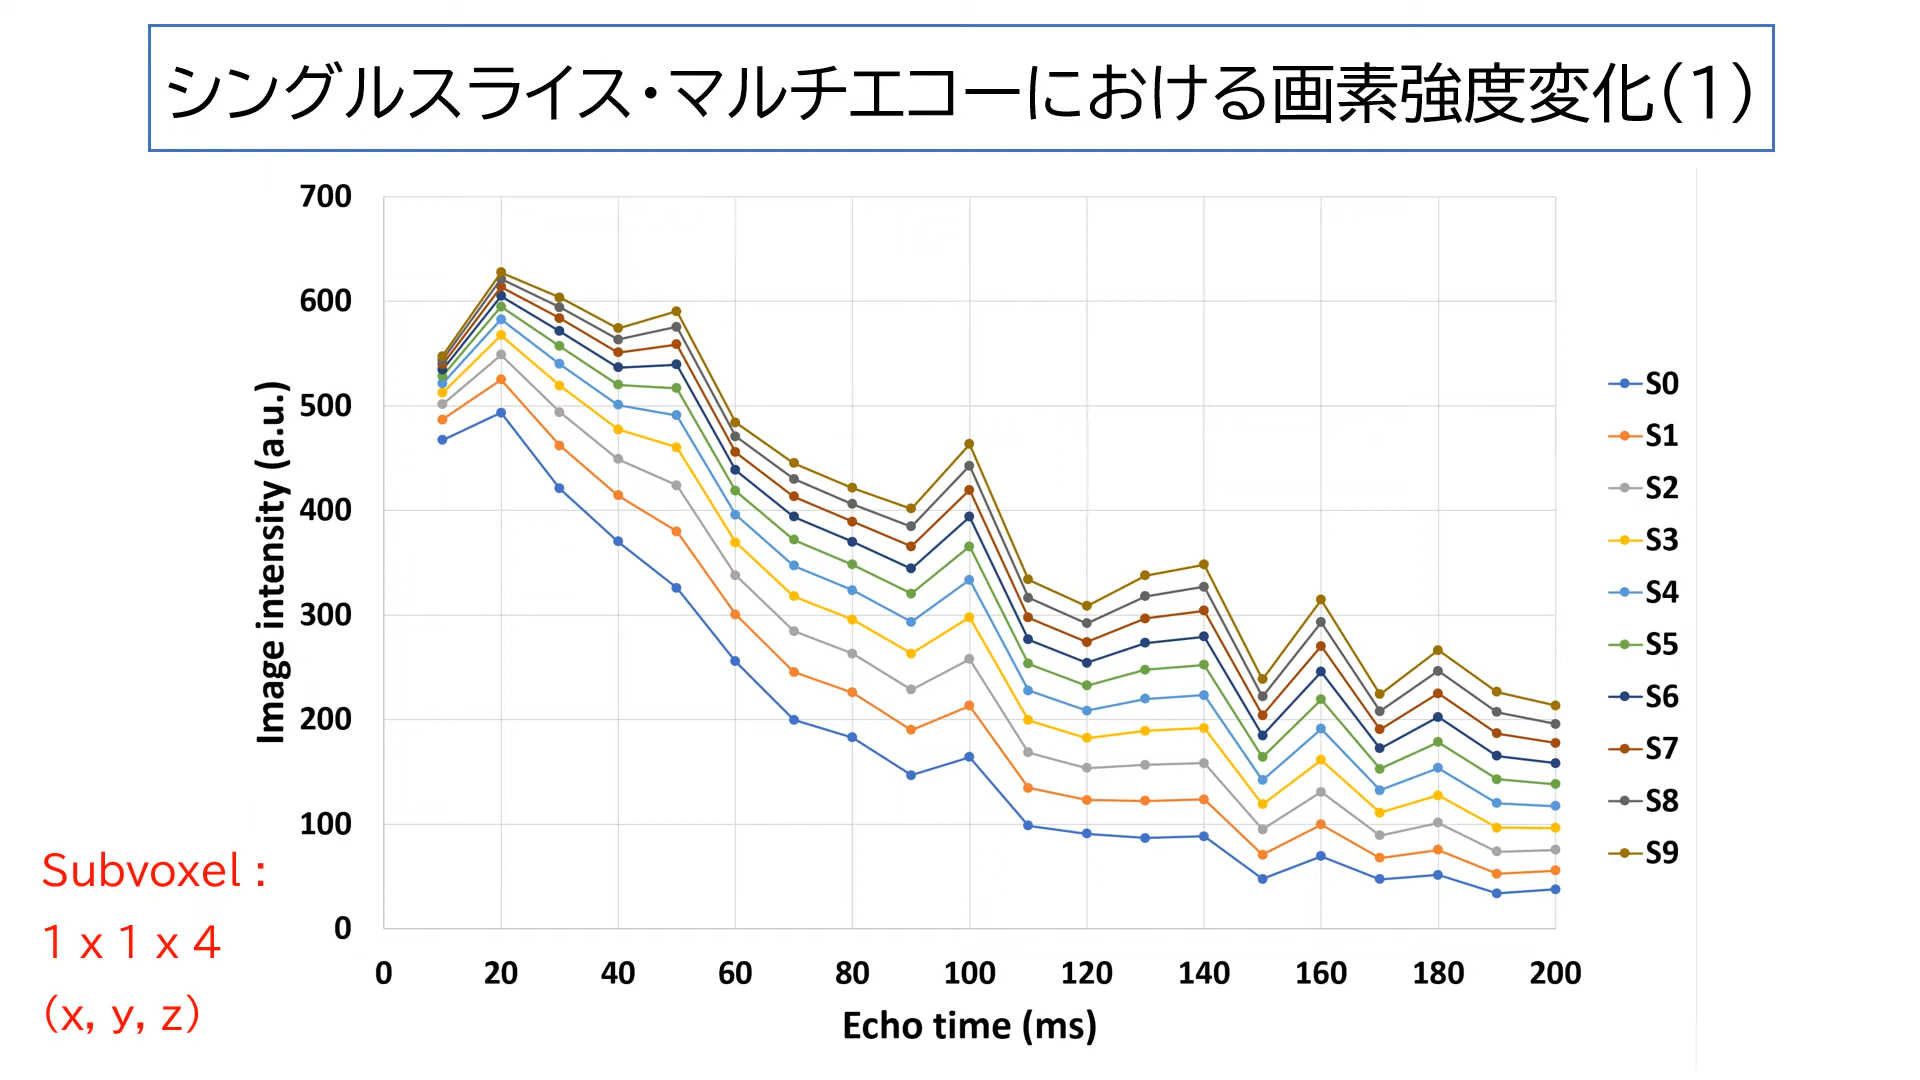 シングルスライス・マルチエコーにおける画素強度変化(1)
700
600
500
400
300
200
100
0
Image intensity (a.u.)
0 20 40 60 80 100 120 140 160 180 200
Echo time (ms)
S0
S1
S2
S3
S4
S5
S6
S7
S8
S9
Subvoxel :
1 x 1 x 4
(x, y, z)